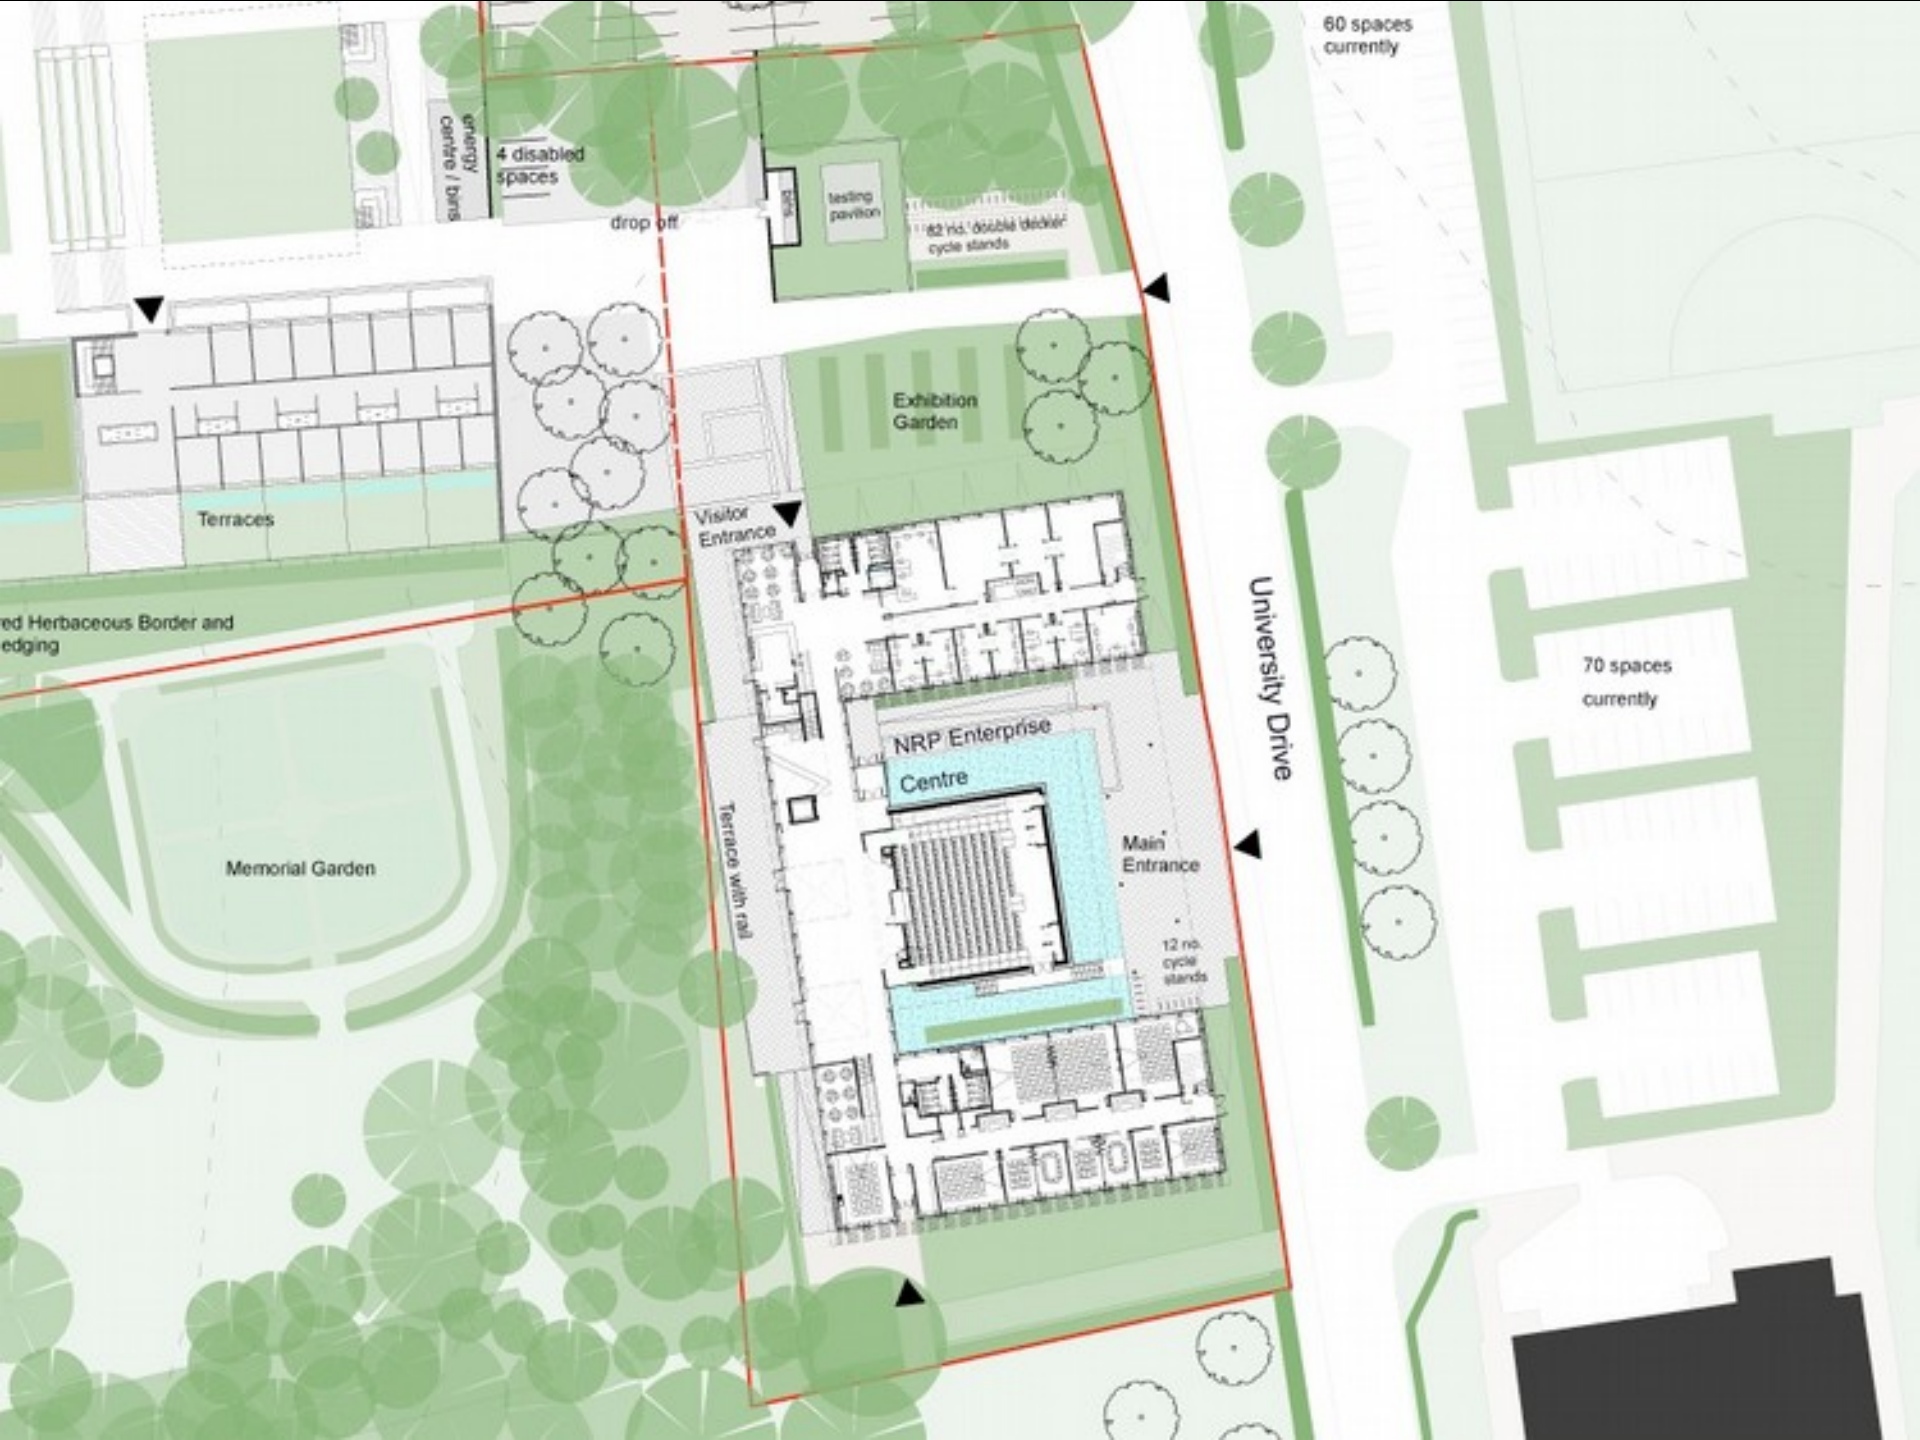 60 spaces
currently
energy
centre / bins
4 disabled
spaces
drop off
bins
testing
pavilion
62 no. double decker
cycle stands
Exhibition
Garden
Terraces
Visitor
Entrance
red Herbaceous Border and
edging
University Drive
70 spaces
currently
NRP Enterprise
Centre
Terrace with rail
Main
Entrance
Memorial Garden
12 no.
cycle
stands